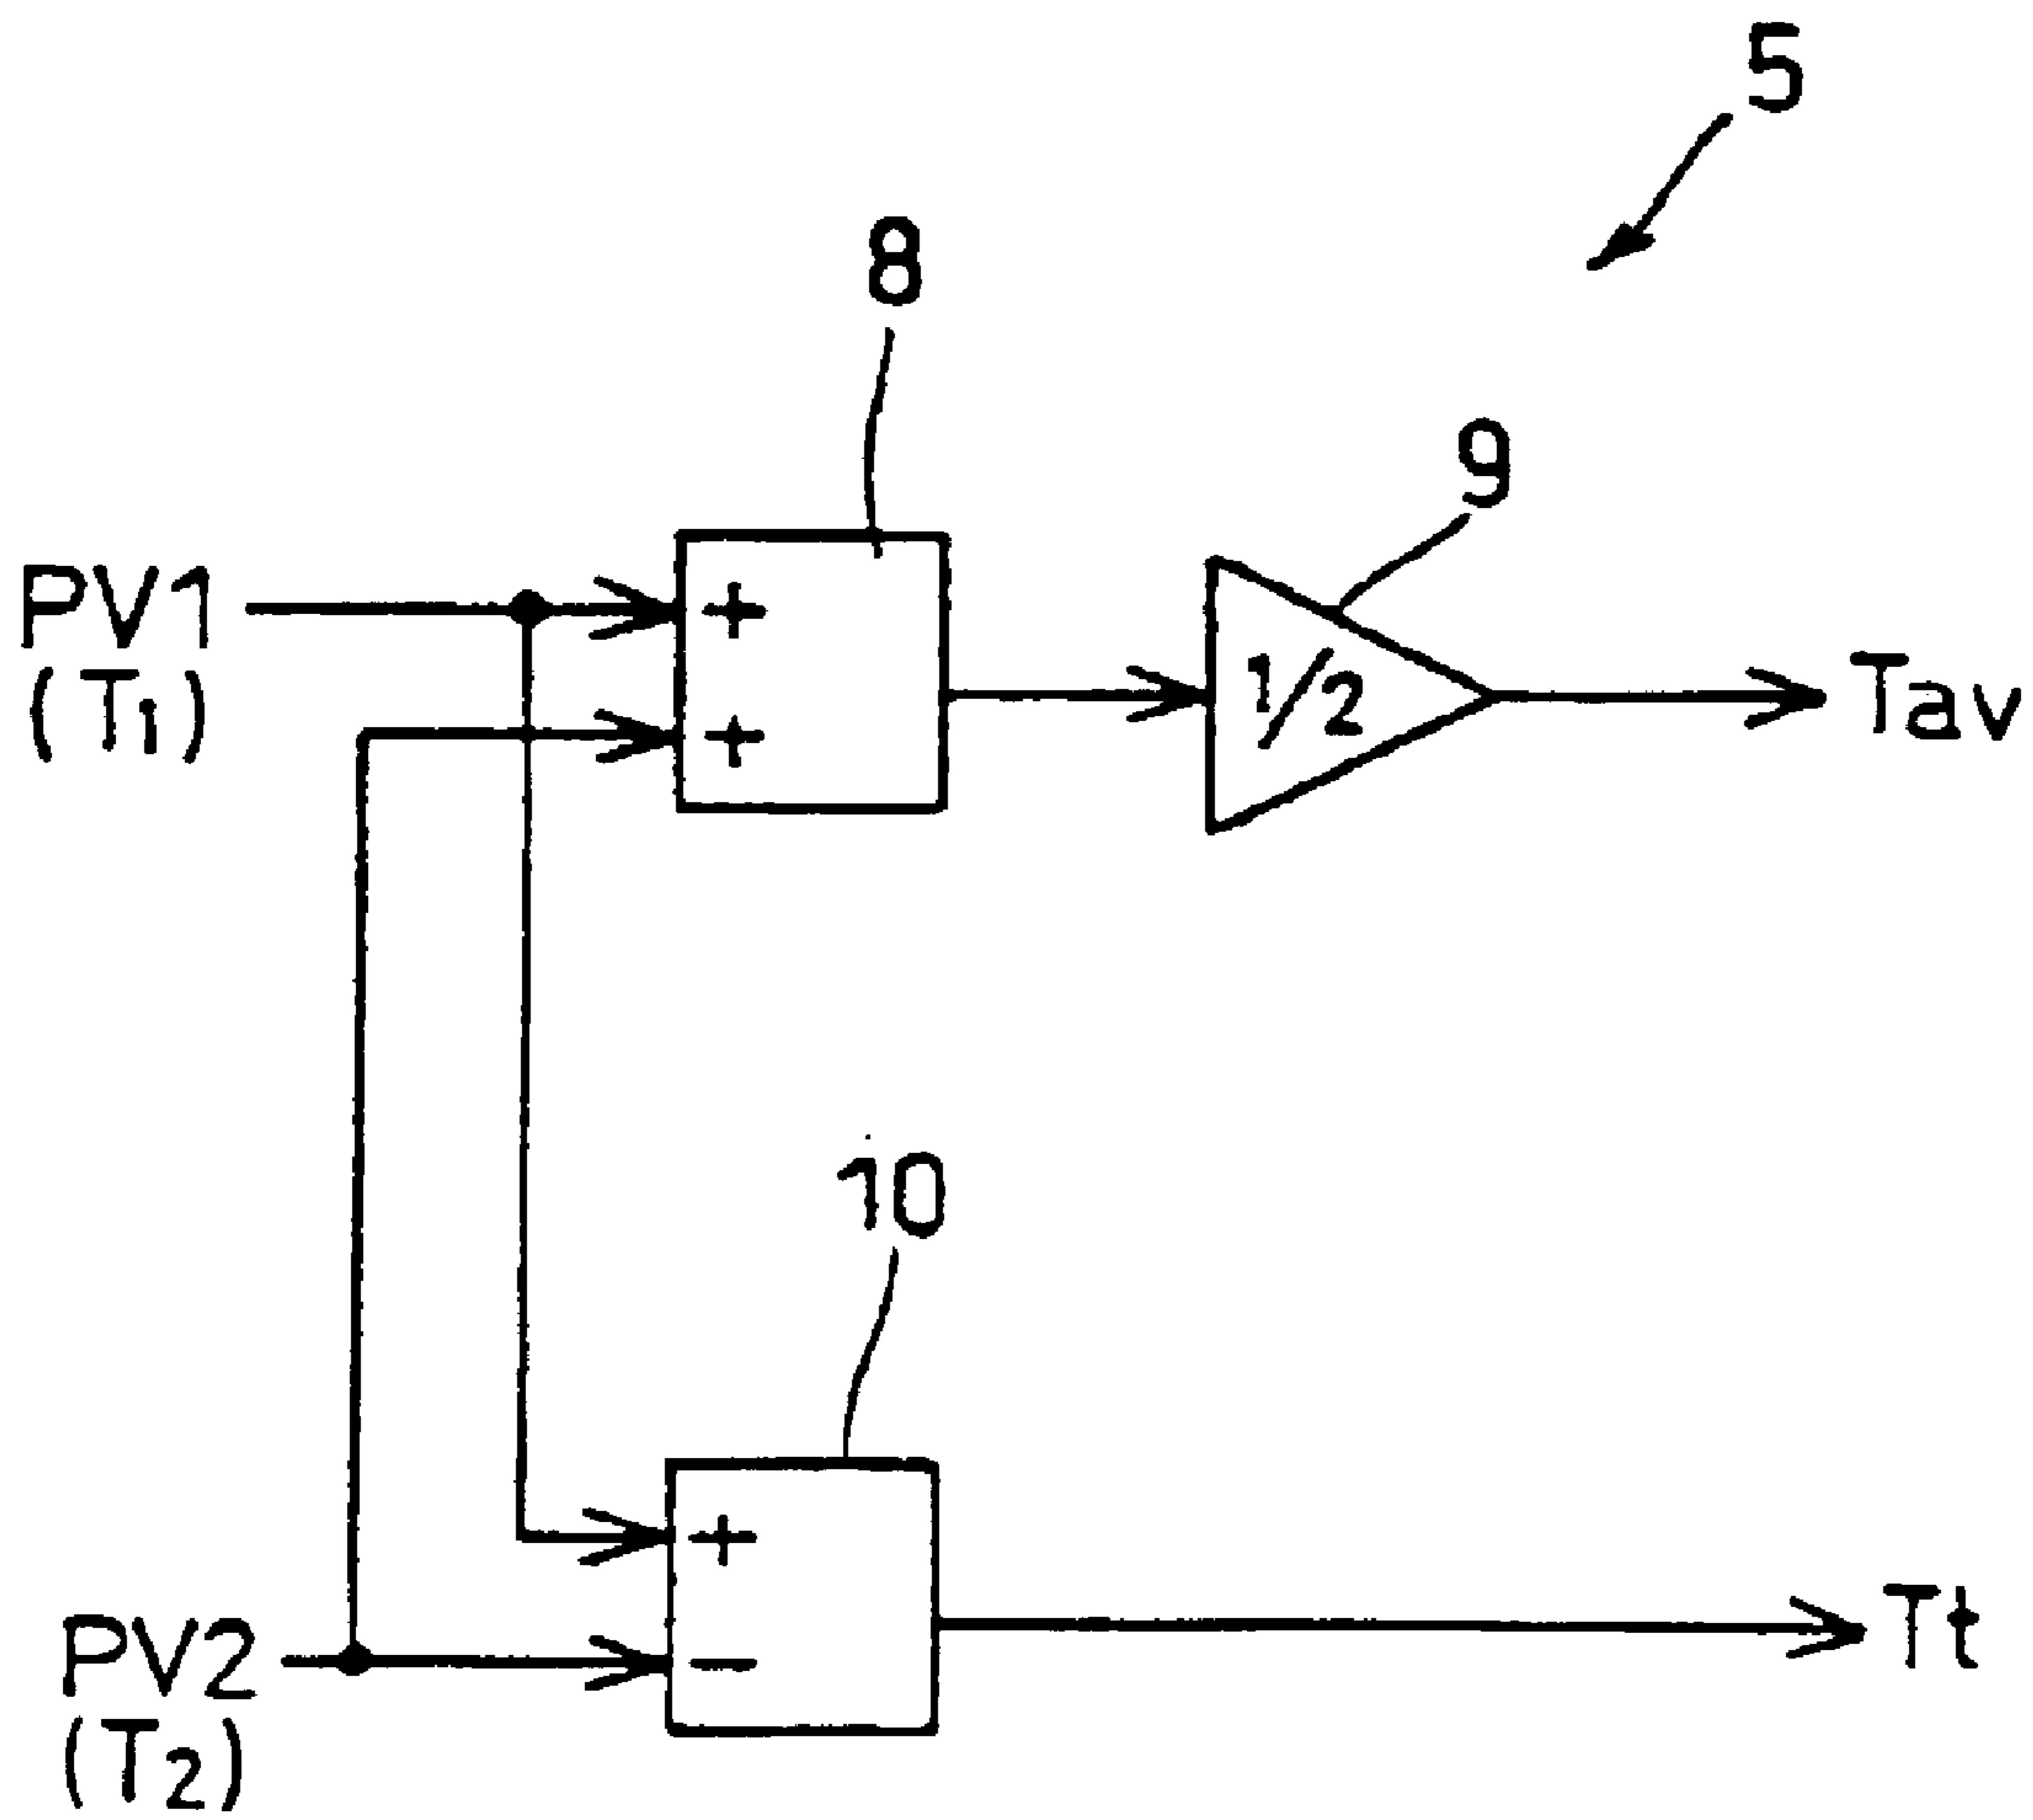 5
8
9
PV1
(T1)
+
+
1/2
Tav
10
+
−
PV2
(T2)
Tt